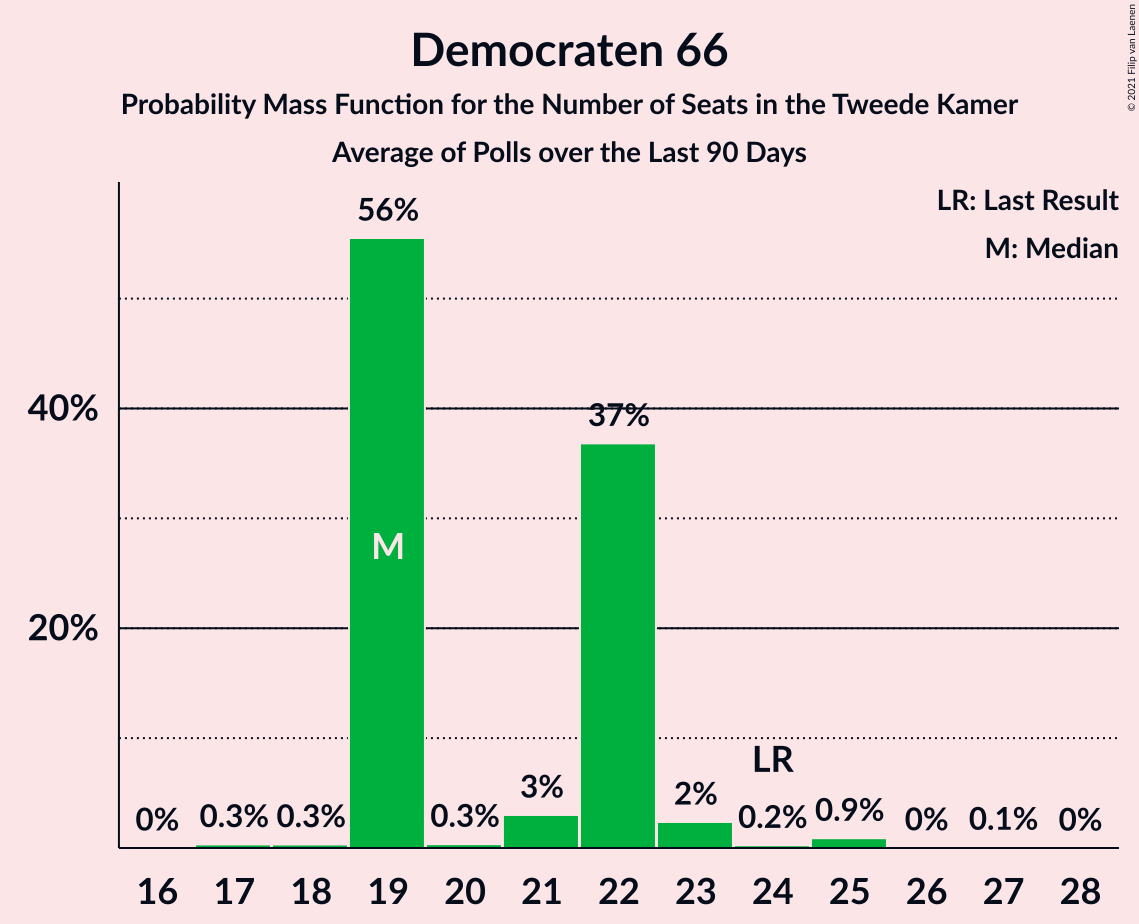 Democraten 66
Probability Mass Function for the Number of Seats in the Tweede Kamer
Average of Polls over the Last 90 Days
© 2021 Filip van Laenen
LR: Last Result
M: Median
56%
40%
37%
M
20%
LR
0%
0.3%
0.3%
0.3%
3%
2%
0.2%
0.9%
0%
0.1%
0%
16 17 18 19 20 21 22 23 24 25 26 27 28